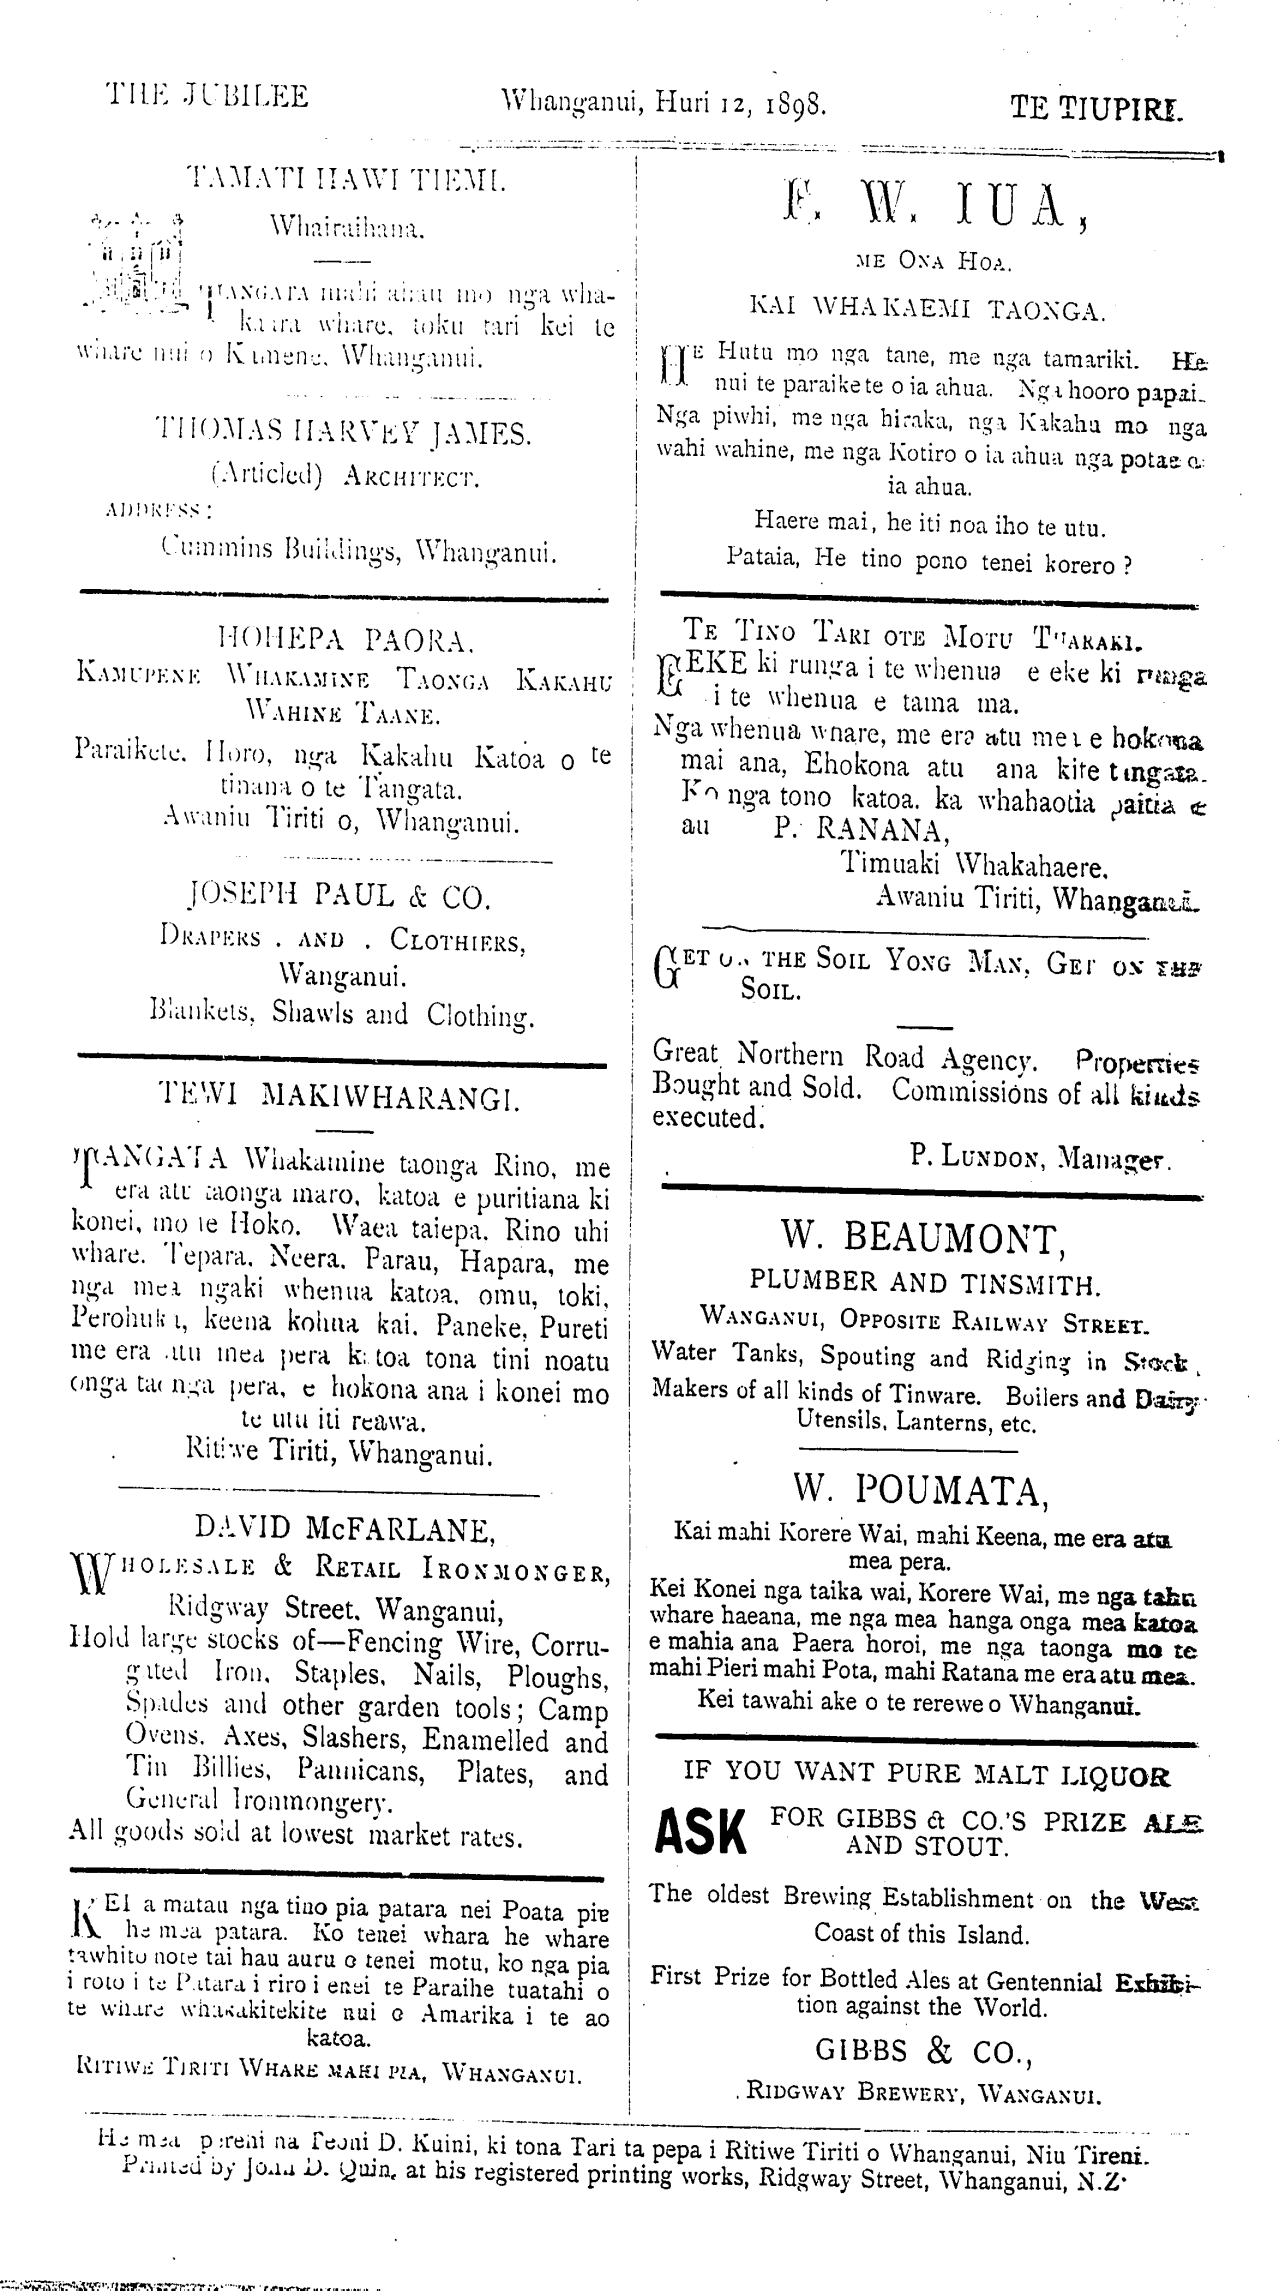 THE JUBILEE
Whanganui, Huri 12, 1898.
TE TIUPIRI.
TAMATI HAWI TIEMI.
Whairaihana.
TANGATA mahi ahau mo nga wha-
kaara whare, toku tari kei te
whare nui o Kumene, Whanganui.
THOMAS HARVEY JAMES.
(Articled) ARCHITECT.
ADDRESS:
Cummins Buildings, Whanganui.
HOHEPA PAORA.
KAMUPENE WHAKAMINE TAONGA KAKAHU
WAHINE TAANE.
Paraikete, Horo, nga Kakahu Katoa o te
tinana o te Tangata.
Awaniu Tiriti o, Whanganui.
JOSEPH PAUL & CO.
DRAPERS . AND . CLOTHIERS,
Wanganui.
Blankets, Shawls and Clothing.
TEWI MAKIWHARANGI.
TANGATA Whakamine taonga Rino, me
era atu taonga maro, katoa e puritiana ki
konei, mo te Hoko. Waea taiepa, Rino uhi
whare, Tepara, Neera, Parau, Hapara, me
nga mea ngaki whenua katoa, omu, toki,
Perohuka, keena kohua kai, Paneke, Pureti
me era atu mea pera katoa tona tini noatu
onga taonga pera, e hokona ana i konei mo
te utu iti reawa.
Ritiwe Tiriti, Whanganui.
DAVID McFARLANE,
WHOLESALE & RETAIL IRONMONGER,
Ridgway Street, Wanganui,
Hold large stocks of—Fencing Wire, Corru-
gated Iron, Staples, Nails, Ploughs,
Spades and other garden tools; Camp
Ovens, Axes, Slashers, Enamelled and
Tin Billies, Pannicans, Plates, and
General Ironmongery.
All goods sold at lowest market rates.
KEI a matau nga tino pia patara nei Poata pie
he mea patara. Ko tenei whara he whare
tawhito note tai hau auru o tenei motu, ko nga pia
i roto i te Patara i riro i enei te Paraihe tuatahi o
te whare whakakitekite nui o Amarika i te ao
katoa.
RITIWE TIRITI WHARE MAHI PIA, WHANGANUI.
F. W. IUA,
ME ONA HOA.
KAI WHAKAEMI TAONGA.
HE Hutu mo nga tane, me nga tamariki. He
nui te paraikete o ia ahua. Nga hooro papai.
Nga piwhi, me nga hiraka, nga Kakahu mo nga
wahi wahine, me nga Kotiro o ia ahua nga potae o
ia ahua.
Haere mai, he iti noa iho te utu.
Pataia, He tino pono tenei korero?
TE TINO TARI OTE MOTU TUARAKI.
EEKE ki runga i te whenua e eke ki runga
i te whenua e tama ma.
Nga whenua whare, me era atu mea e hokona
mai ana, Ehokona atu ana kite tangata.
Ko nga tono katoa, ka whahaotia paitia e
au P. RANANA,
Timuaki Whakahaere,
Awaniu Tiriti, Whanganui.
GET ON THE SOIL YONG MAN, GET ON THE
SOIL.
Great Northern Road Agency. Properties
Bought and Sold. Commissions of all kinds
executed.
P. LUNDON, Manager.
W. BEAUMONT,
PLUMBER AND TINSMITH.
WANGANUI, OPPOSITE RAILWAY STREET.
Water Tanks, Spouting and Ridging in Stock.
Makers of all kinds of Tinware. Boilers and Dairy
Utensils, Lanterns, etc.
W. POUMATA,
Kai mahi Korere Wai, mahi Keena, me era atu
mea pera.
Kei Konei nga taika wai, Korere Wai, me nga tahu
whare haeana, me nga mea hanga onga mea katoa
e mahia ana Paera horoi, me nga taonga mo te
mahi Pieri mahi Pota, mahi Ratana me era atu mea.
Kei tawahi ake o te rerewe o Whanganui.
IF YOU WANT PURE MALT LIQUOR
ASK FOR GIBBS & CO.'S PRIZE ALE
AND STOUT.
The oldest Brewing Establishment on the West
Coast of this Island.
First Prize for Bottled Ales at Gentennial Exhibi-
tion against the World.
GIBBS & CO.,
RIDGWAY BREWERY, WANGANUI.
He mea pereni na Teoni D. Kuini, ki tona Tari ta pepa i Ritiwe Tiriti o Whanganui, Niu Tireni.
Printed by John D. Quin, at his registered printing works, Ridgway Street, Whanganui, N.Z.